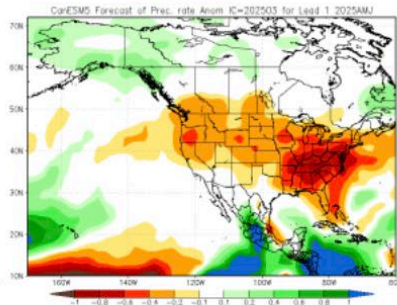 CanESM5 Forecast of Prec. rate Anom IC=202503 for Lead 1 2025AMJ
70N
60N
50N
40N
30N
20N
10N
160W 140W 120W 100W 80W
-1 -0.8 -0.6 -0.4 -0.2 -0.1 0.1 0.2 0.4 0.6 0.8